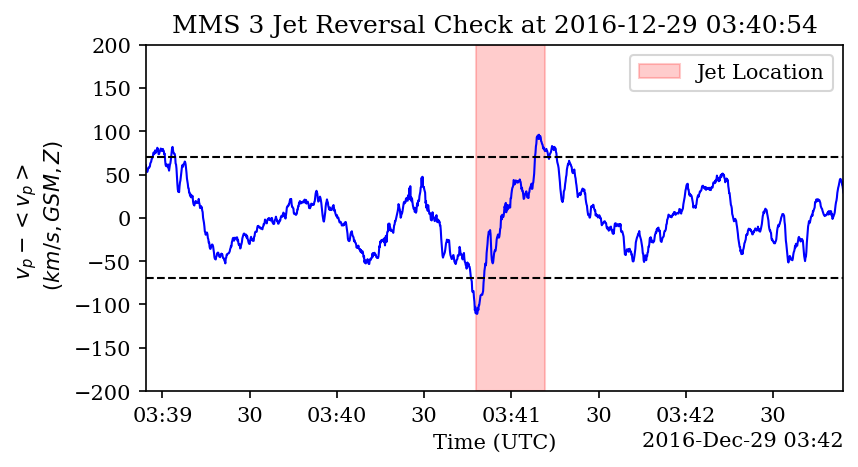 MMS 3 Jet Reversal Check at 2016-12-29 03:40:54
200
150
100
50
0
−50
−100
−150
−200
v_p − < v_p >
(km/s, GSM, Z)
Jet Location
03:39 30 03:40 30 03:41 30 03:42 30
Time (UTC)
2016-Dec-29 03:42